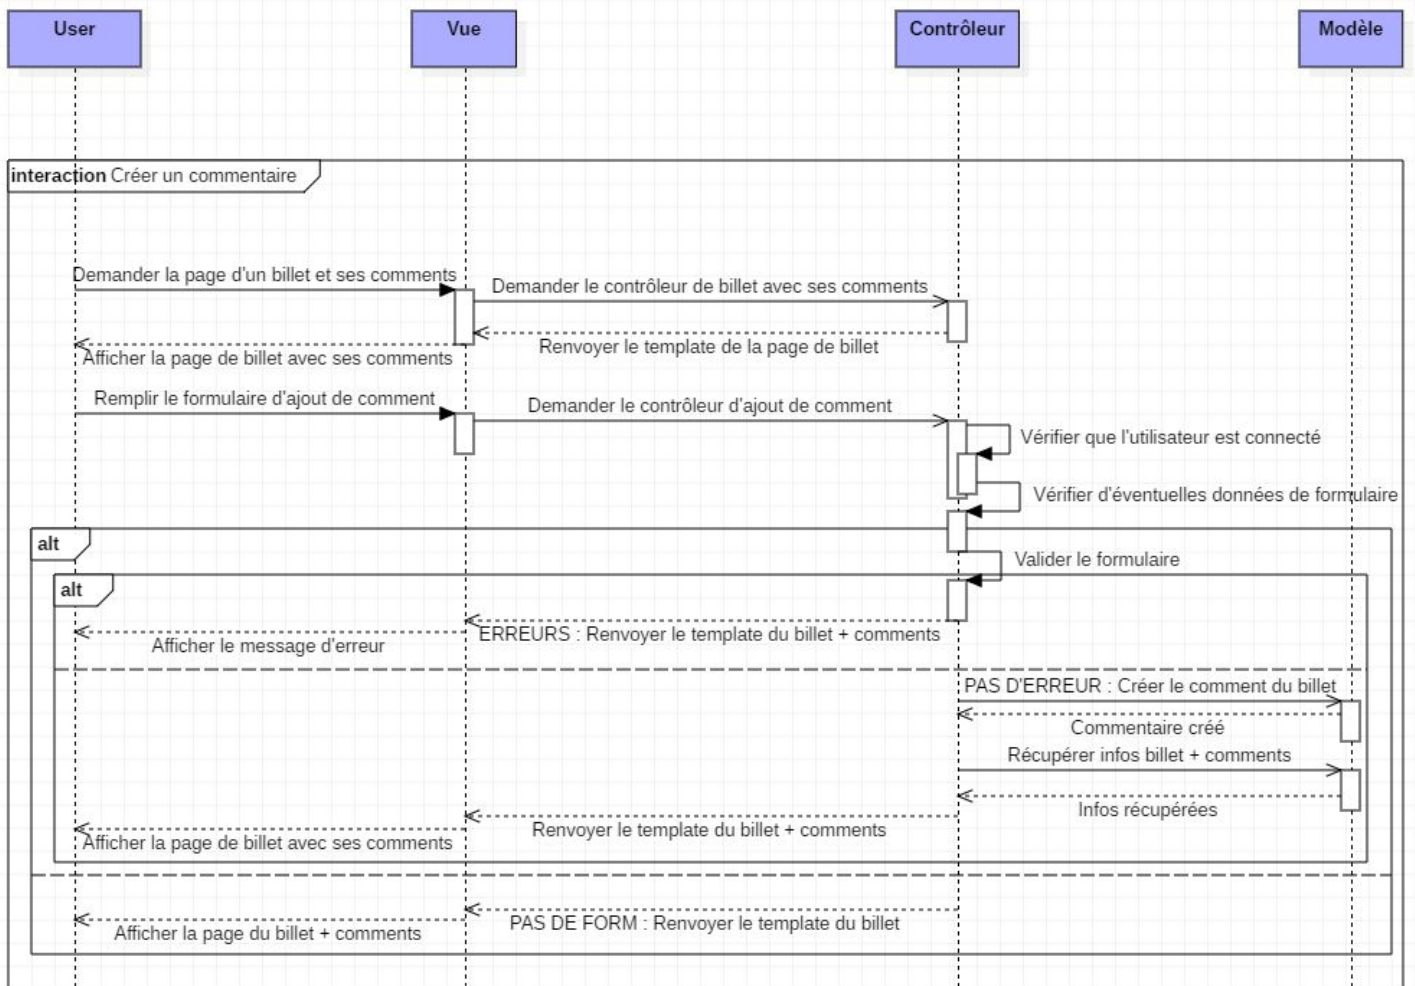 User
Vue
Contrôleur
Modèle
interaction Créer un commentaire
Demander la page d'un billet et ses comments
Demander le contrôleur de billet avec ses comments
Renvoyer le template de la page de billet
Afficher la page de billet avec ses comments
Remplir le formulaire d'ajout de comment
Demander le contrôleur d'ajout de comment
Vérifier que l'utilisateur est connecté
Vérifier d'éventuelles données de formulaire
alt
Valider le formulaire
alt
ERREURS : Renvoyer le template du billet + comments
Afficher le message d'erreur
PAS D'ERREUR : Créer le comment du billet
Commentaire créé
Récupérer infos billet + comments
Infos récupérées
Renvoyer le template du billet + comments
Afficher la page de billet avec ses comments
PAS DE FORM : Renvoyer le template du billet
Afficher la page du billet + comments